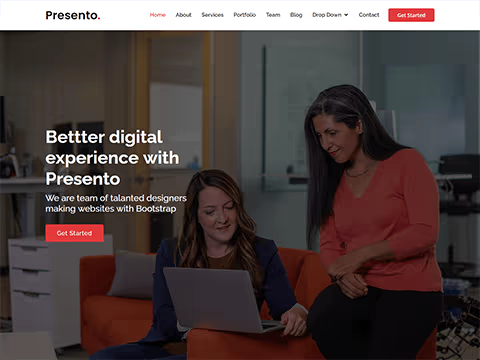 Presento.
Home About Services Portfolio Team Blog Drop Down Contact Get Started
Bettter digital
experience with
Presento
We are team of talanted designers
making websites with Bootstrap
Get Started